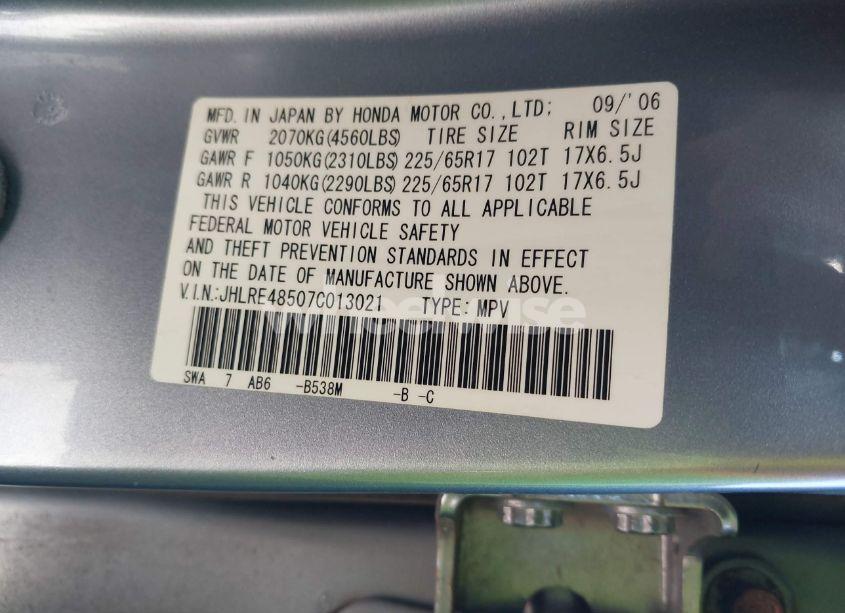 MFD. IN JAPAN BY HONDA MOTOR CO., LTD; 09/'06
GVWR 2070KG(4560LBS) TIRE SIZE RIM SIZE
GAWR F 1050KG(2310LBS) 225/65R17 102T 17X6.5J
GAWR R 1040KG(2290LBS) 225/65R17 102T 17X6.5J
THIS VEHICLE CONFORMS TO ALL APPLICABLE
FEDERAL MOTOR VEHICLE SAFETY
AND THEFT PREVENTION STANDARDS IN EFFECT
ON THE DATE OF MANUFACTURE SHOWN ABOVE.
V.I.N:JHLRE48507C013021 TYPE: MPV
SWA 7 AB6 -B538M -B -C